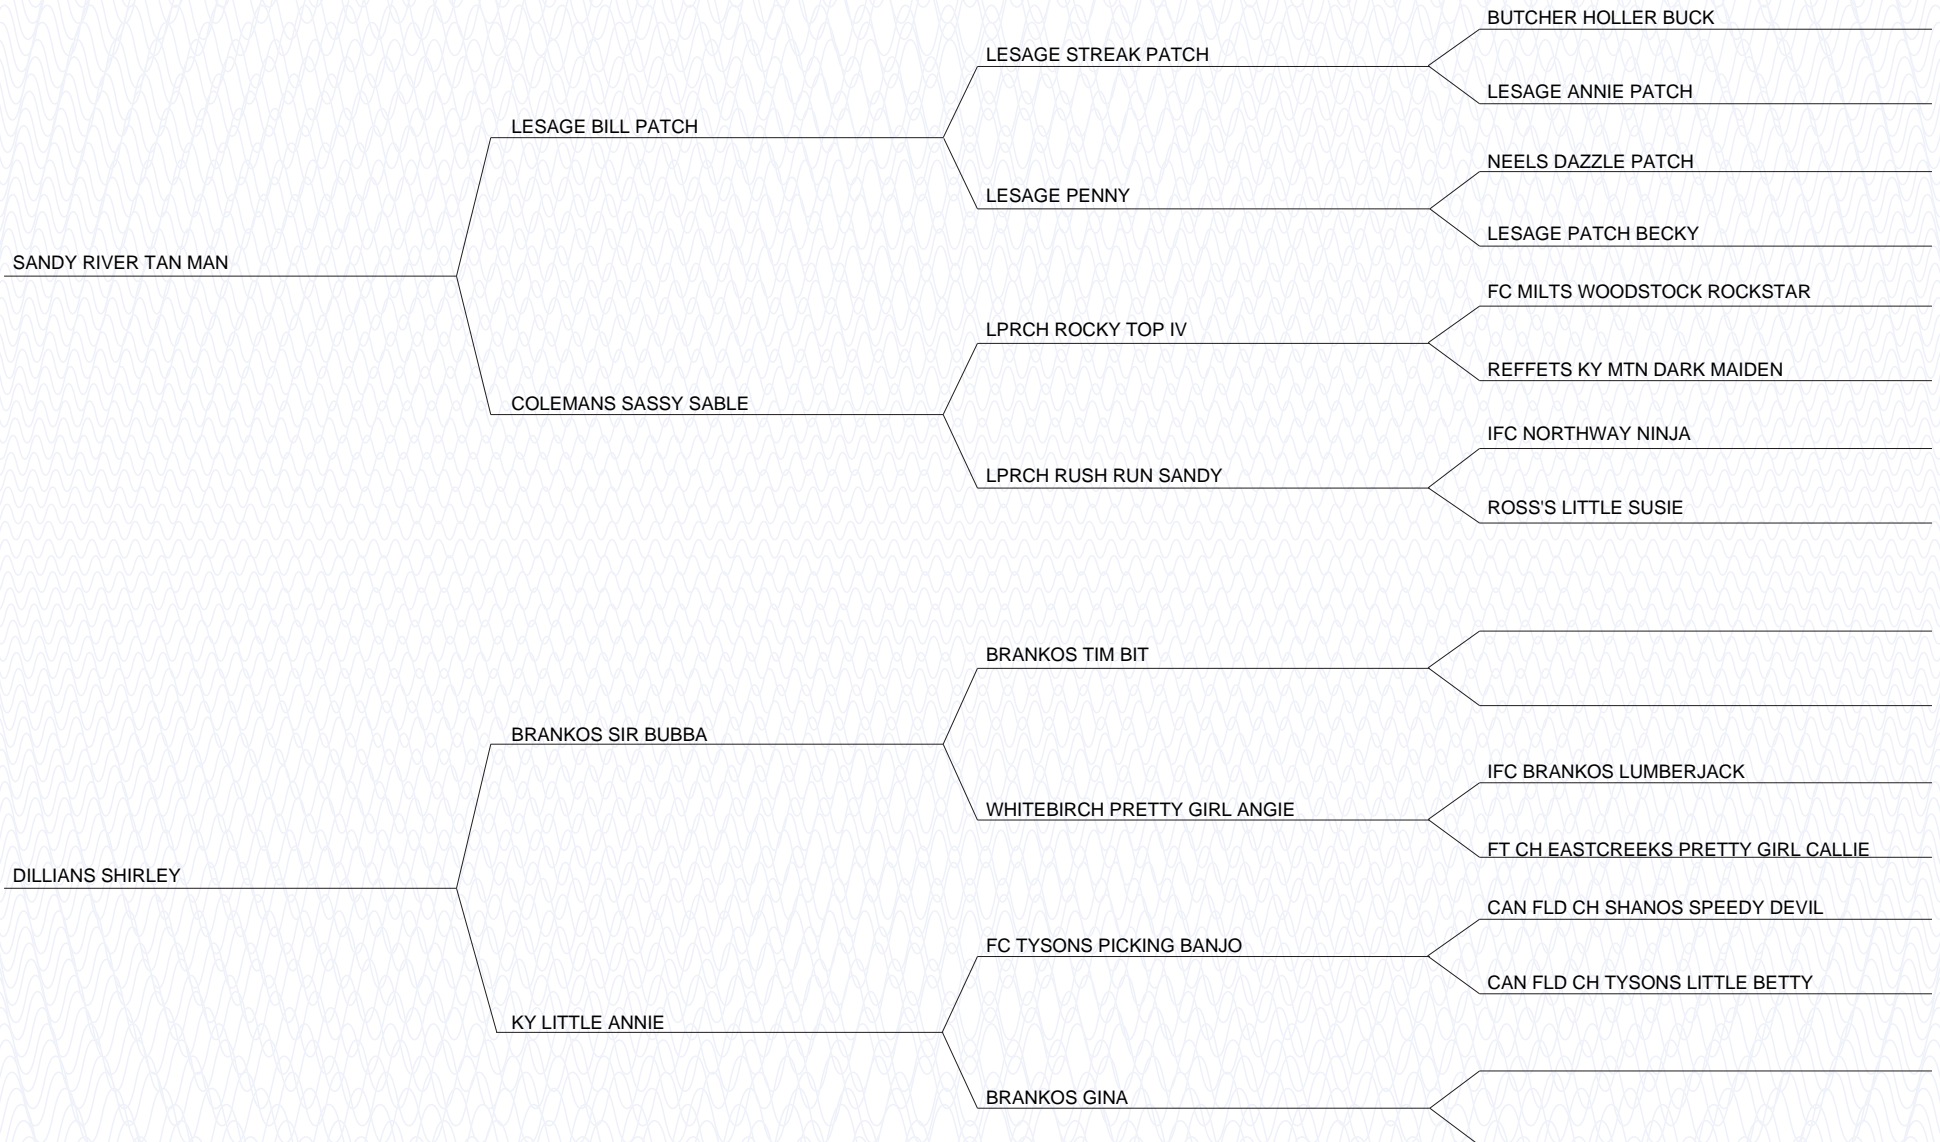 BUTCHER HOLLER BUCK
LESAGE STREAK PATCH
LESAGE ANNIE PATCH
LESAGE BILL PATCH
NEELS DAZZLE PATCH
LESAGE PENNY
LESAGE PATCH BECKY
SANDY RIVER TAN MAN
FC MILTS WOODSTOCK ROCKSTAR
LPRCH ROCKY TOP IV
REFFETS KY MTN DARK MAIDEN
COLEMANS SASSY SABLE
IFC NORTHWAY NINJA
LPRCH RUSH RUN SANDY
ROSS'S LITTLE SUSIE
BRANKOS TIM BIT
BRANKOS SIR BUBBA
IFC BRANKOS LUMBERJACK
WHITEBIRCH PRETTY GIRL ANGIE
FT CH EASTCREEKS PRETTY GIRL CALLIE
DILLIANS SHIRLEY
CAN FLD CH SHANOS SPEEDY DEVIL
FC TYSONS PICKING BANJO
CAN FLD CH TYSONS LITTLE BETTY
KY LITTLE ANNIE
BRANKOS GINA